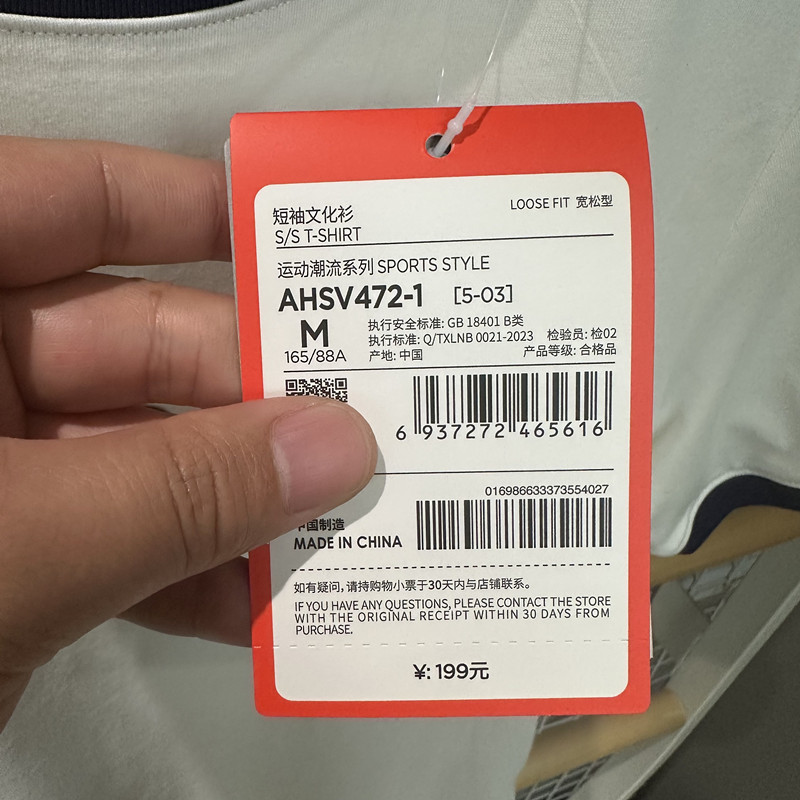 短袖文化衫
LOOSE FIT 宽松型
S/S T-SHIRT
运动潮流系列 SPORTS STYLE
AHSV472-1 [5-03]
M
165/88A
执行安全标准: GB 18401 B类
执行标准: Q/TXLNB 0021-2023 检验员: 检02
产地: 中国 产品等级: 合格品
6 937272 465616
016986633373554027
中国制造
MADE IN CHINA
如有疑问,请持购物小票于30天内与店铺联系。
IF YOU HAVE ANY QUESTIONS, PLEASE CONTACT THE STORE
WITH THE ORIGINAL RECEIPT WITHIN 30 DAYS FROM
PURCHASE.
¥: 199元